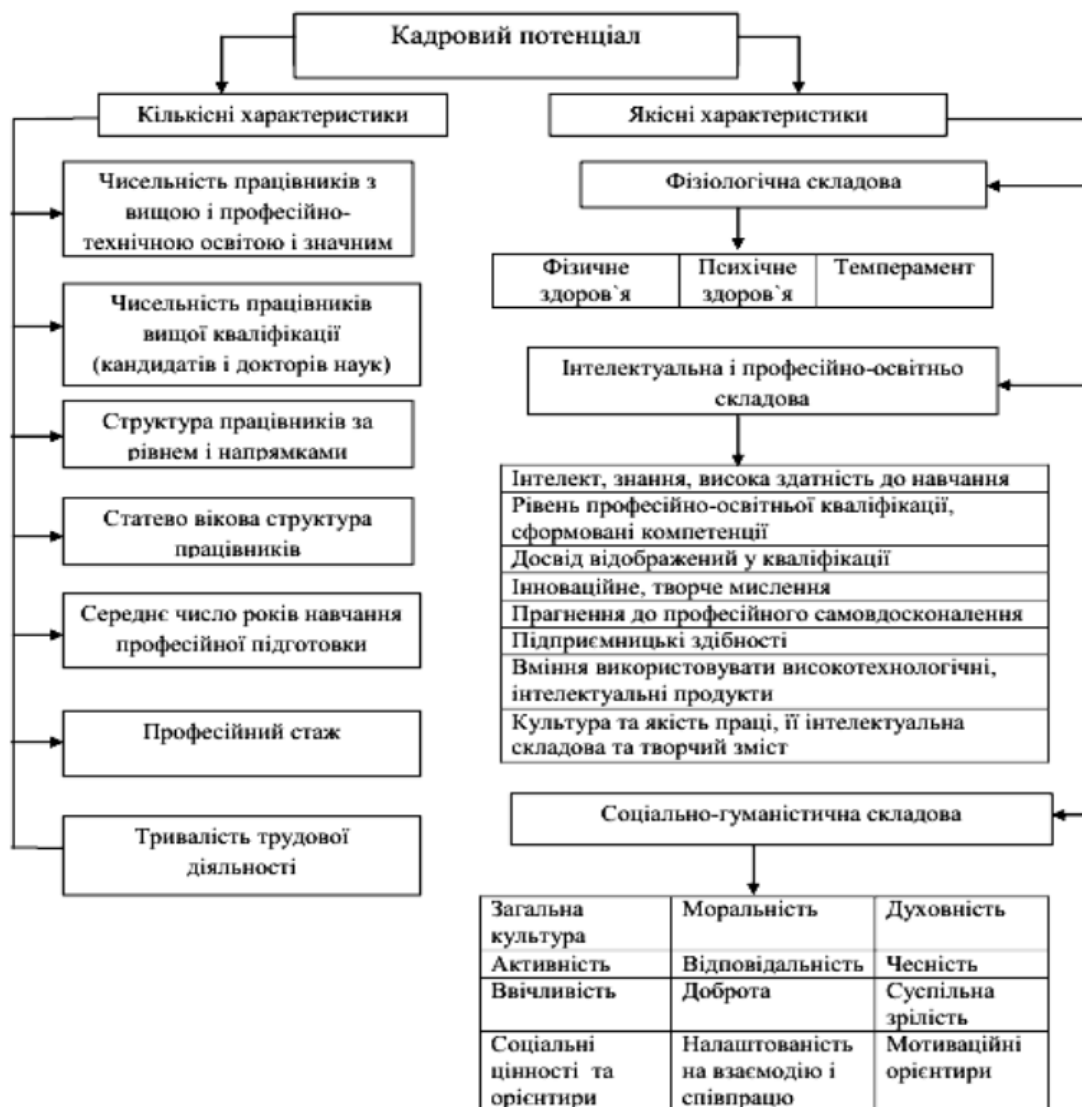 Кадровий потенціал
Кількісні характеристики
Чисельність працівників з
вищою і професійно-
технічною освітою і значним
Чисельність працівників
вищої кваліфікації
(кандидатів і докторів наук)
Структура працівників за
рівнем і напрямками
Статево вікова структура
працівників
Середнє число років навчання
професійної підготовки
Професійний стаж
Тривалість трудової
діяльності
Якісні характеристики
Фізіологічна складова
Фізичне
здоров`я
Психічне
здоров`я
Темперамент
Інтелектуальна і професійно-освітньо
складова
Інтелект, знання, висока здатність до навчання
Рівень професійно-освітньої кваліфікації,
сформовані компетенції
Досвід відображений у кваліфікації
Інноваційне, творче мислення
Прагнення до професійного самовдосконалення
Підприємницькі здібності
Вміння використовувати високотехнологічні,
інтелектуальні продукти
Культура та якість праці, її інтелектуальна
складова та творчий зміст
Соціально-гуманістична складова
Загальна
культура
Моральність
Духовність
Активність
Відповідальність
Чесність
Ввічливість
Доброта
Суспільна
зрілість
Соціальні
цінності та
орієнтири
Налаштованість
на взаємодію і
співпрацю
Мотиваційні
орієнтири